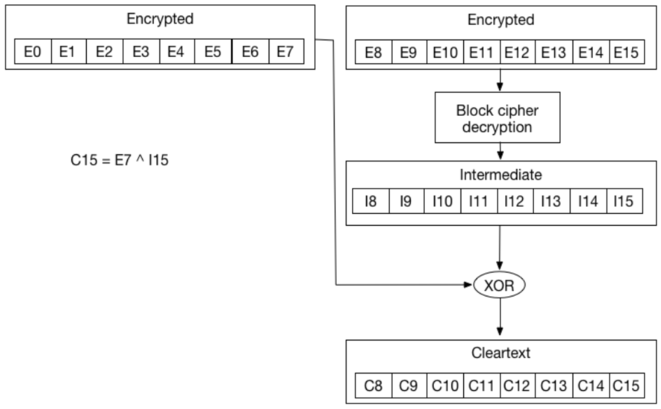 Encrypted
E0 E1 E2 E3 E4 E5 E6 E7
Encrypted
E8 E9 E10 E11 E12 E13 E14 E15
Block cipher
decryption
C15 = E7 ^ I15
Intermediate
I8 I9 I10 I11 I12 I13 I14 I15
XOR
Cleartext
C8 C9 C10 C11 C12 C13 C14 C15